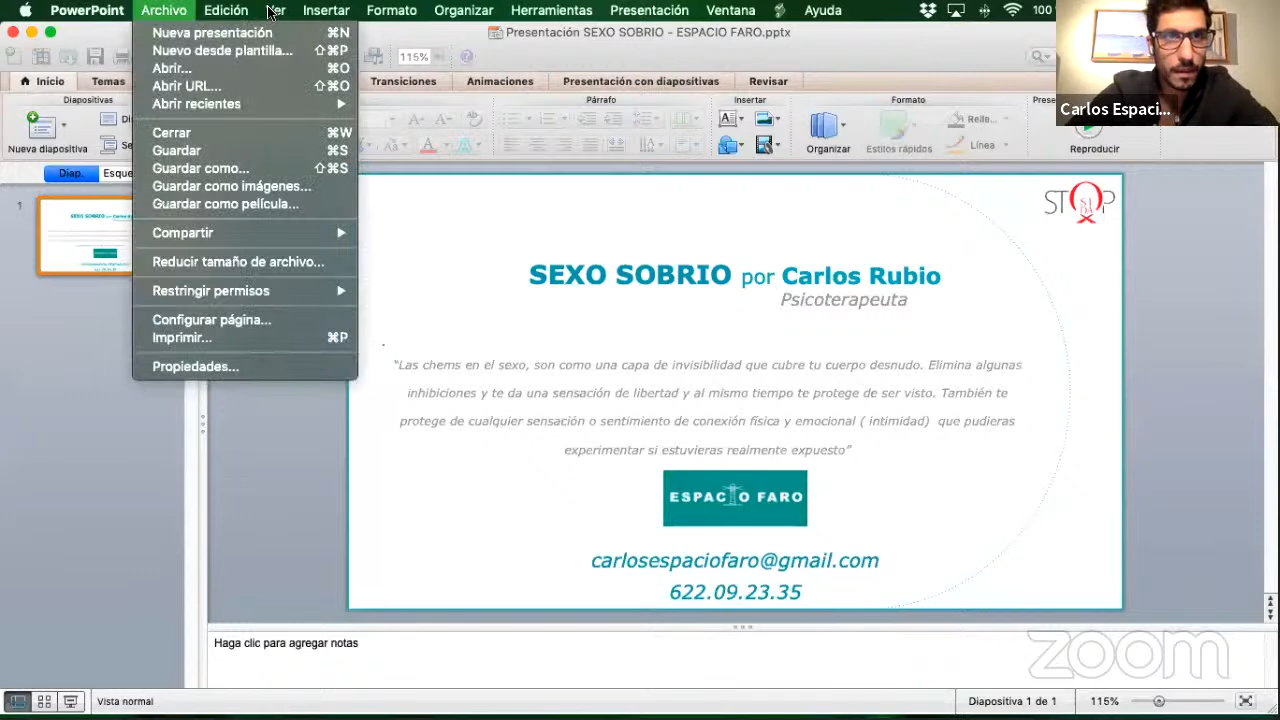 PowerPoint Archivo Edición er Insertar Formato Organizar Herramientas Presentación Ventana Ayuda 100
Presentación SEXO SOBRIO - ESPACIO FARO.pptx
115%
Inicio Temas Transiciones Animaciones Presentación con diapositivas Revisar
Diapositivas Párrafo Insertar Formato
Nueva diapositiva Organizar Estilos rápidos Relle... Línea Reproducir
Nueva presentación ⌘N
Nuevo desde plantilla... ⇧⌘P
Abrir... ⌘O
Abrir URL... ⇧⌘O
Abrir recientes
Cerrar ⌘W
Guardar ⌘S
Guardar como... ⇧⌘S
Guardar como imágenes...
Guardar como película...
Compartir
Reducir tamaño de archivo...
Restringir permisos
Configurar página...
Imprimir... ⌘P
Propiedades...
Carlos Espaci...
Diap. Esque
1
STOP
SIDA
SEXO SOBRIO por Carlos Rubio
Psicoterapeuta
“Las chems en el sexo, son como una capa de invisibilidad que cubre tu cuerpo desnudo. Elimina algunas
inhibiciones y te da una sensación de libertad y al mismo tiempo te protege de ser visto. También te
protege de cualquier sensación o sentimiento de conexión física y emocional ( intimidad) que pudieras
experimentar si estuvieras realmente expuesto”
ESPACIO FARO
carlosespaciofaro@gmail.com
622.09.23.35
Haga clic para agregar notas
zoom
Vista normal
Diapositiva 1 de 1
115%